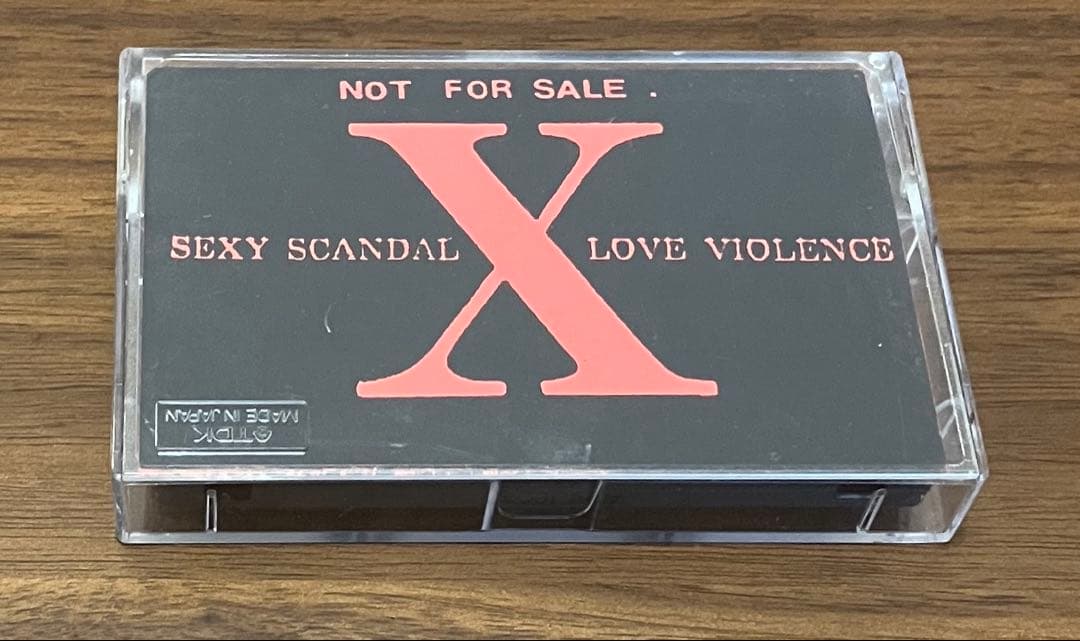 NOT FOR SALE .
SEXY SCANDAL X LOVE VIOLENCE
TDK
MADE IN JAPAN